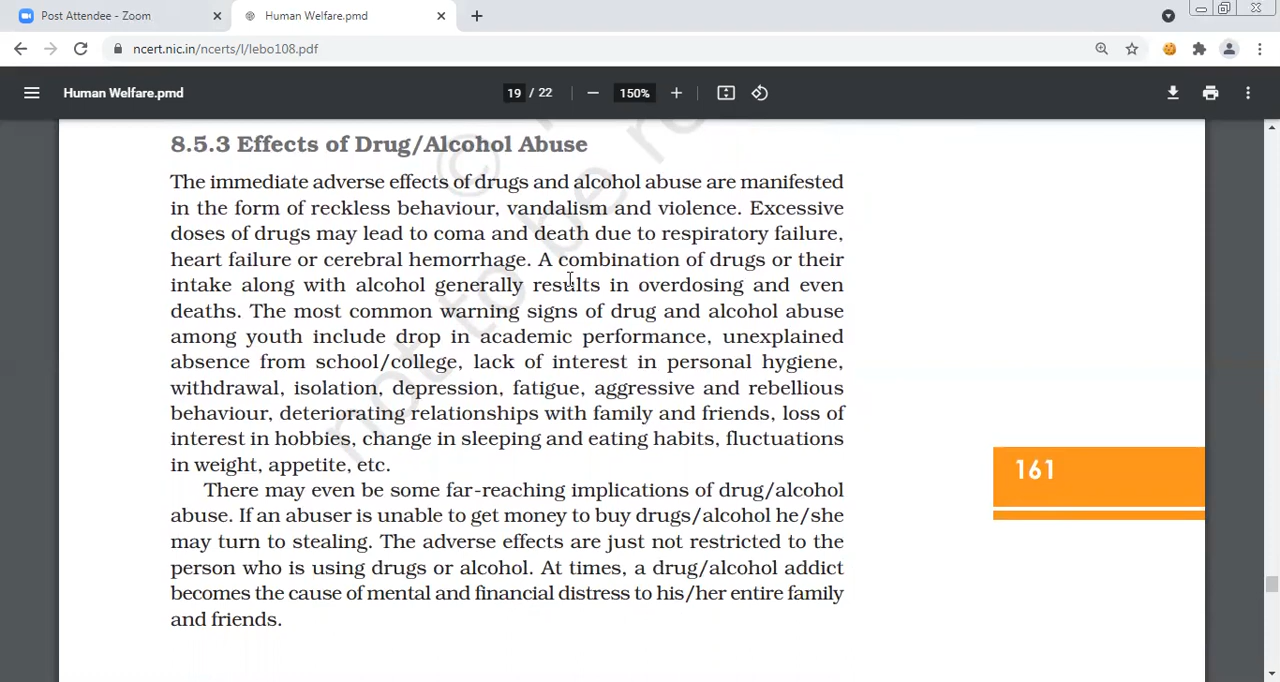 Post Attendee - Zoom
Human Welfare.pmd
ncert.nic.in/ncerts/l/lebo108.pdf
Human Welfare.pmd
19 / 22
150%
8.5.3 Effects of Drug/Alcohol Abuse
The immediate adverse effects of drugs and alcohol abuse are manifested
in the form of reckless behaviour, vandalism and violence. Excessive
doses of drugs may lead to coma and death due to respiratory failure,
heart failure or cerebral hemorrhage. A combination of drugs or their
intake along with alcohol generally results in overdosing and even
deaths. The most common warning signs of drug and alcohol abuse
among youth include drop in academic performance, unexplained
absence from school/college, lack of interest in personal hygiene,
withdrawal, isolation, depression, fatigue, aggressive and rebellious
behaviour, deteriorating relationships with family and friends, loss of
interest in hobbies, change in sleeping and eating habits, fluctuations
in weight, appetite, etc.
There may even be some far-reaching implications of drug/alcohol
abuse. If an abuser is unable to get money to buy drugs/alcohol he/she
may turn to stealing. The adverse effects are just not restricted to the
person who is using drugs or alcohol. At times, a drug/alcohol addict
becomes the cause of mental and financial distress to his/her entire family
and friends.
161
©
not to be re